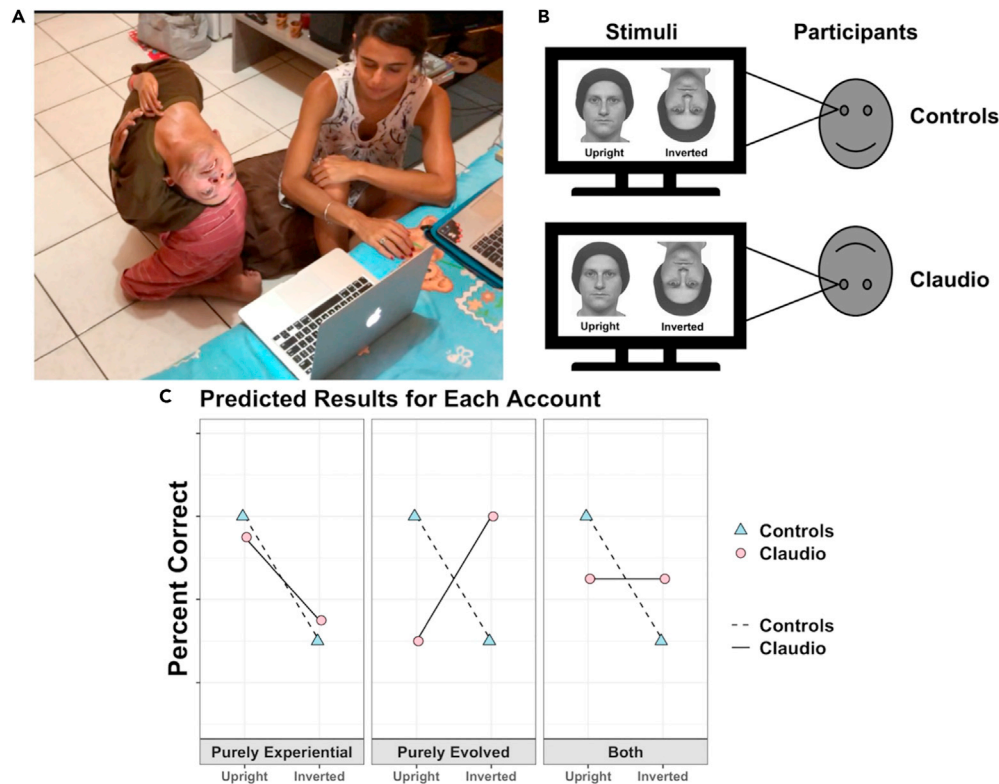 A
B
Stimuli
Participants
Upright
Inverted
Controls
Upright
Inverted
Claudio
C
Predicted Results for Each Account
Percent Correct
Controls
Claudio
Controls
Claudio
Purely Experiential
Purely Evolved
Both
Upright
Inverted
Upright
Inverted
Upright
Inverted